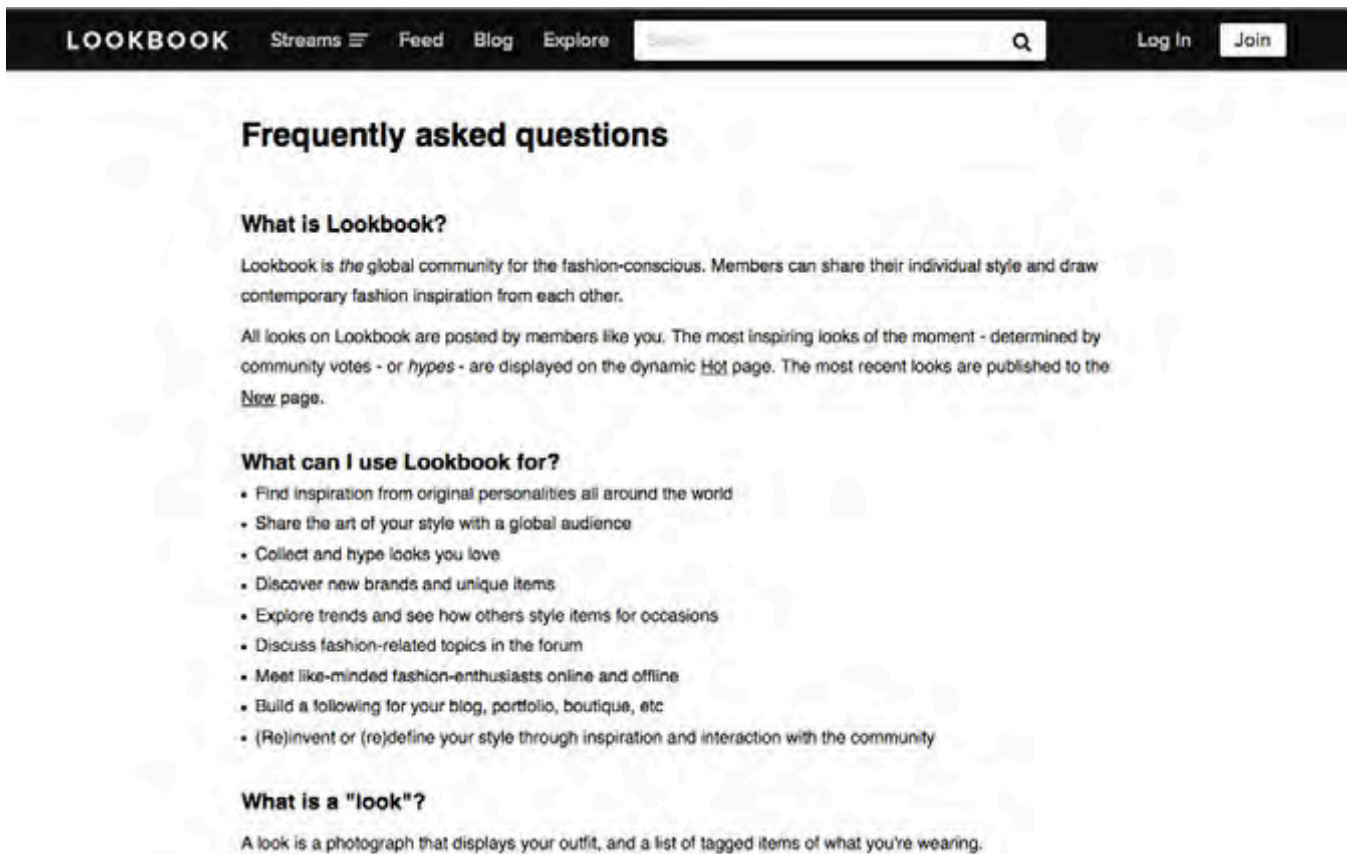 LOOKBOOK Streams Feed Blog Explore Search Log In Join
Frequently asked questions
What is Lookbook?
Lookbook is the global community for the fashion-conscious. Members can share their individual style and draw
contemporary fashion inspiration from each other.
All looks on Lookbook are posted by members like you. The most inspiring looks of the moment - determined by
community votes - or hypes - are displayed on the dynamic Hot page. The most recent looks are published to the
New page.
What can I use Lookbook for?
• Find inspiration from original personalities all around the world
• Share the art of your style with a global audience
• Collect and hype looks you love
• Discover new brands and unique items
• Explore trends and see how others style items for occasions
• Discuss fashion-related topics in the forum
• Meet like-minded fashion-enthusiasts online and offline
• Build a following for your blog, portfolio, boutique, etc
• (Re)invent or (re)define your style through inspiration and interaction with the community
What is a "look"?
A look is a photograph that displays your outfit, and a list of tagged items of what you're wearing.